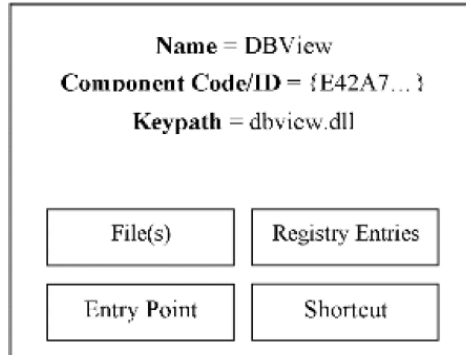 Name = DBView
Component Code/ID = {E42A7... }
Keypath = dbview.dll
File(s)
Registry Entries
Entry Point
Shortcut